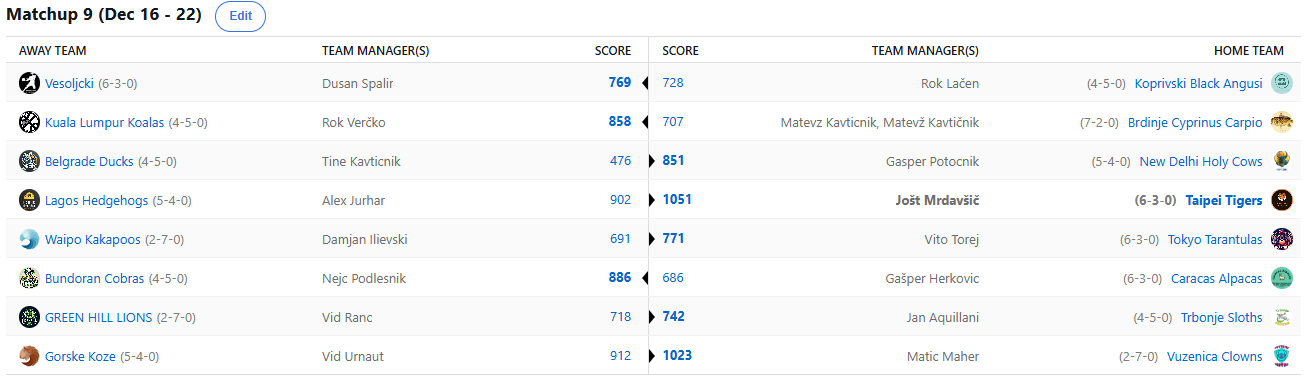 Matchup 9 (Dec 16 - 22) Edit
AWAY TEAM TEAM MANAGER(S) SCORE SCORE TEAM MANAGER(S) HOME TEAM
Vesoljcki (6-3-0) Dusan Spalir 769 728 Rok Lačen (4-5-0) Koprivski Black Angusi
Kuala Lumpur Koalas (4-5-0) Rok Verčko 858 707 Matevz Kavticnik, Matevž Kavtičnik (7-2-0) Brdinje Cyprinus Carpio
Belgrade Ducks (4-5-0) Tine Kavticnik 476 851 Gasper Potocnik (5-4-0) New Delhi Holy Cows
Lagos Hedgehogs (5-4-0) Alex Jurhar 902 1051 Jošt Mrdavšič (6-3-0) Taipei Tigers
Waipo Kakapoos (2-7-0) Damjan Ilievski 691 771 Vito Torej (6-3-0) Tokyo Tarantulas
Bundoran Cobras (4-5-0) Nejc Podlesnik 886 686 Gašper Herkovic (6-3-0) Caracas Alpacas
GREEN HILL LIONS (2-7-0) Vid Ranc 718 742 Jan Aquillani (4-5-0) Trbonje Sloths
Gorske Koze (5-4-0) Vid Urnaut 912 1023 Matic Maher (2-7-0) Vuzenica Clowns